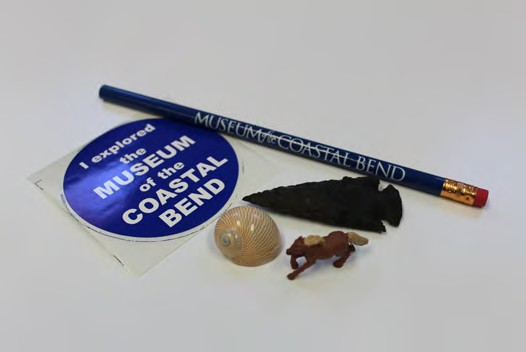 MUSEUM of the COASTAL BEND
I explored
the
MUSEUM
of the
COASTAL
BEND